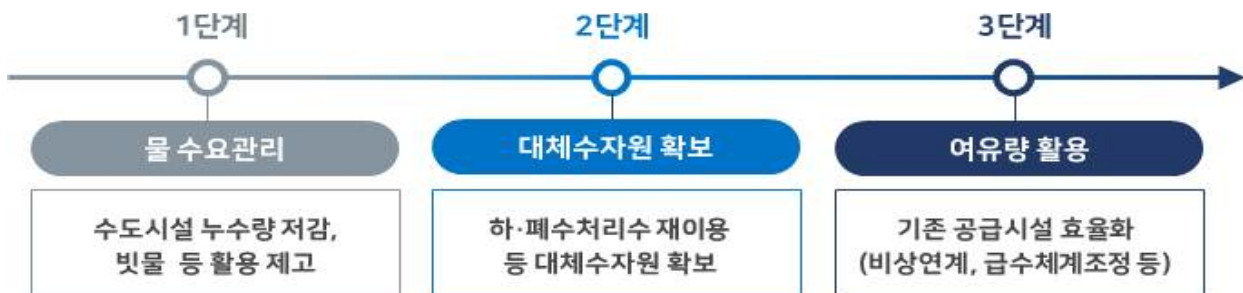 1단계
2단계
3단계
물 수요관리
대체수자원 확보
여유량 활용
수도시설 누수량 저감,
빗물 등 활용 제고
하·폐수처리수 재이용
등 대체수자원 확보
기존 공급시설 효율화
(비상연계, 급수체계조정 등)